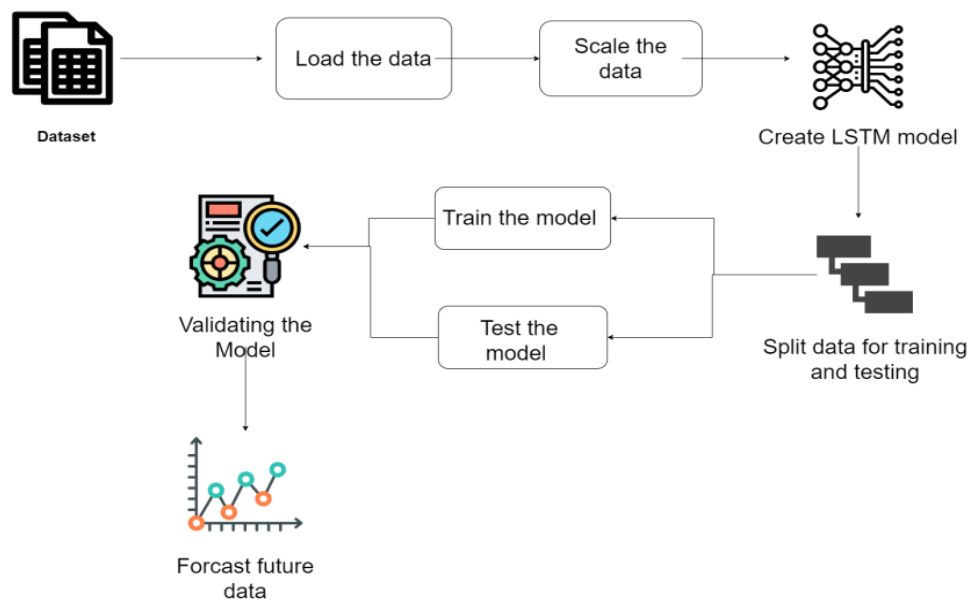 Dataset
Load the data
Scale the
data
Create LSTM model
Split data for training
and testing
Train the model
Test the
model
Validating the
Model
Forcast future
data